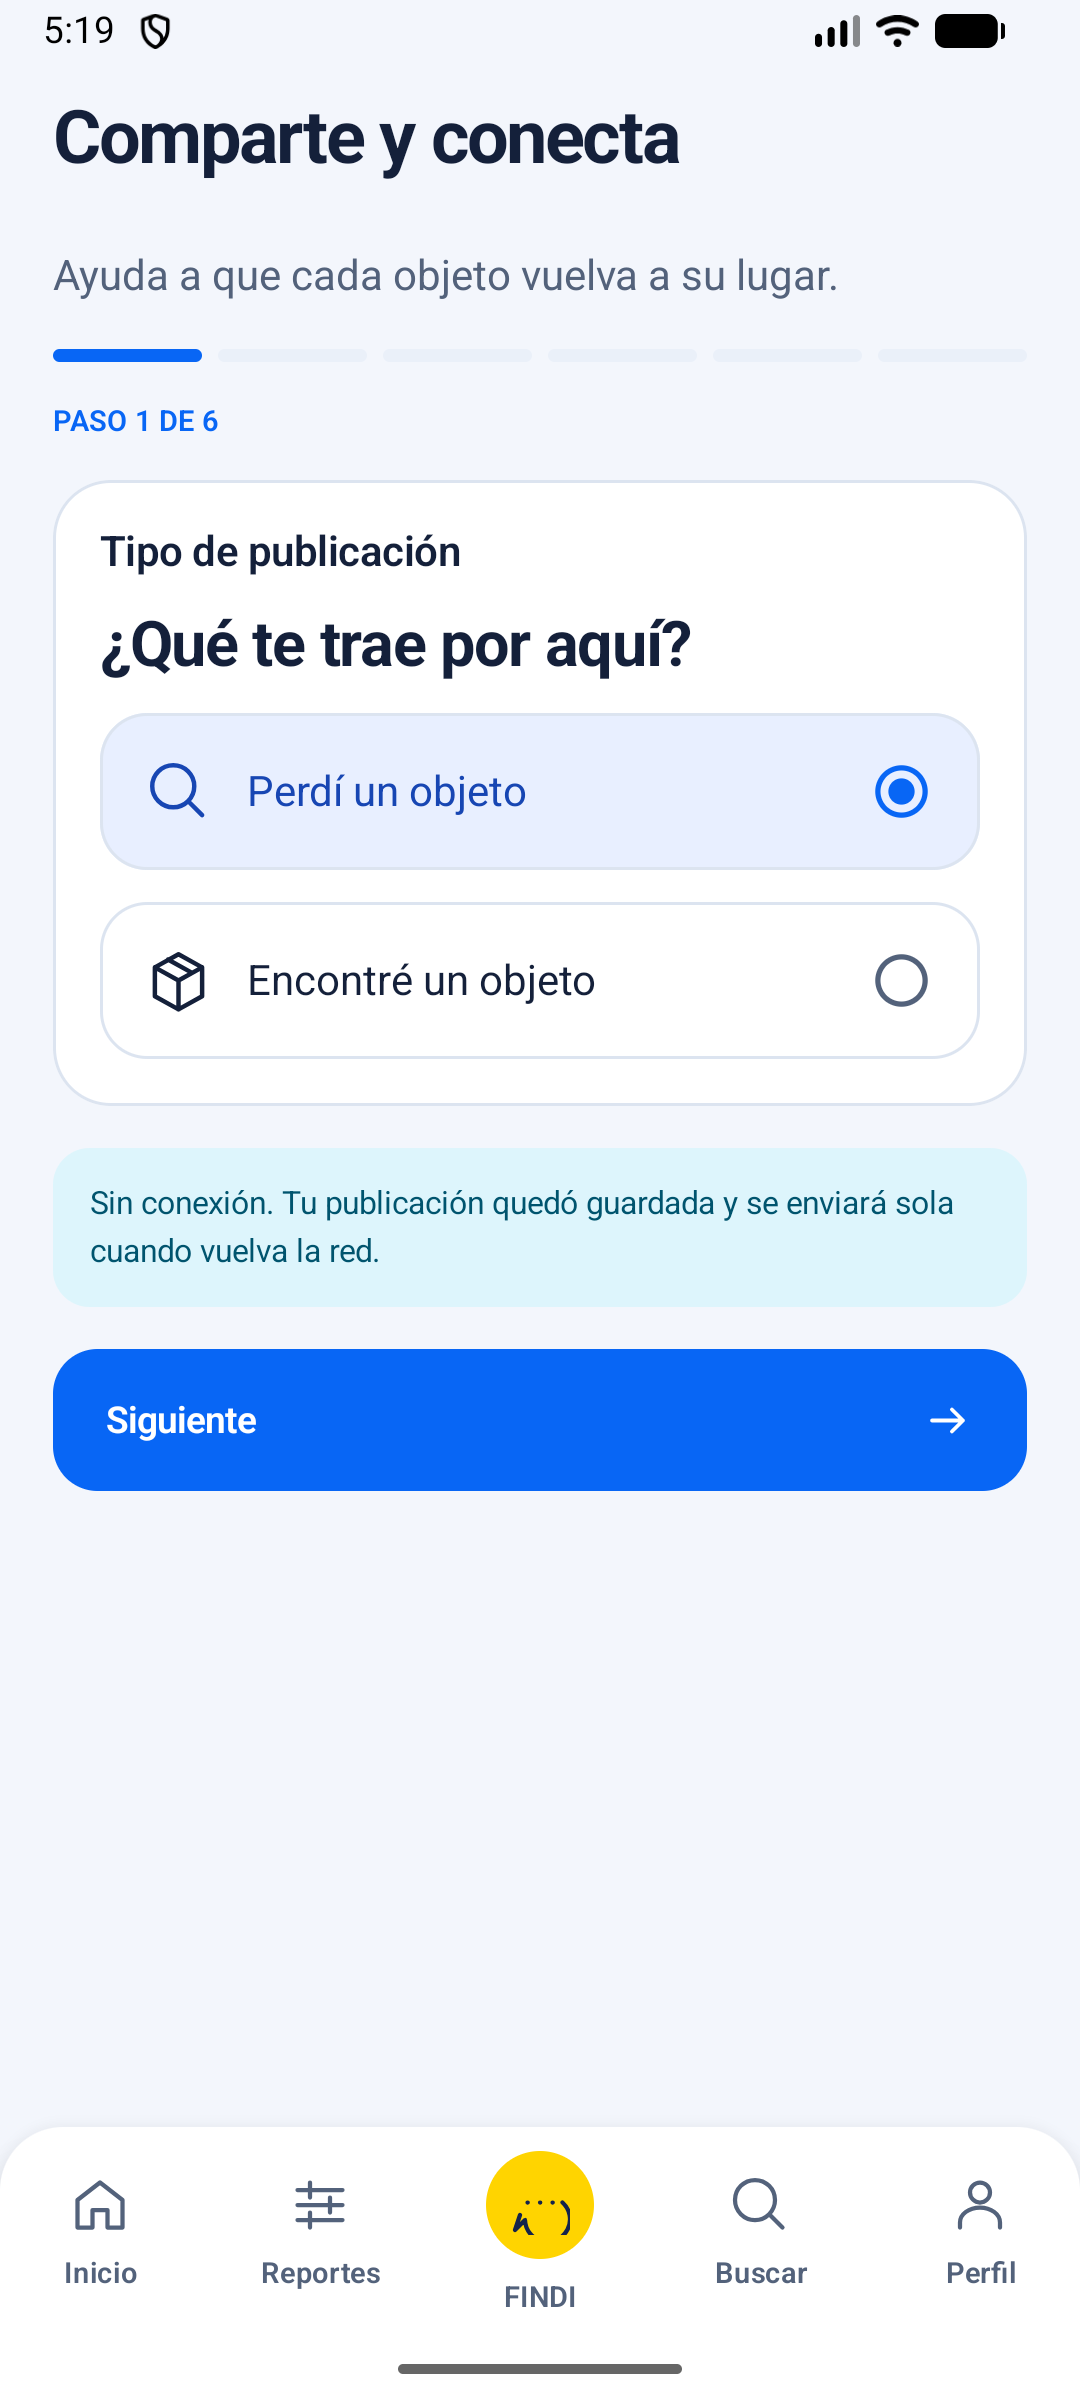 5:19
Comparte y conecta
Ayuda a que cada objeto vuelva a su lugar.
PASO 1 DE 6
Tipo de publicación
¿Qué te trae por aquí?
Perdí un objeto
Encontré un objeto
Sin conexión. Tu publicación quedó guardada y se enviará sola
cuando vuelva la red.
Siguiente
Inicio
Reportes
FINDI
Buscar
Perfil